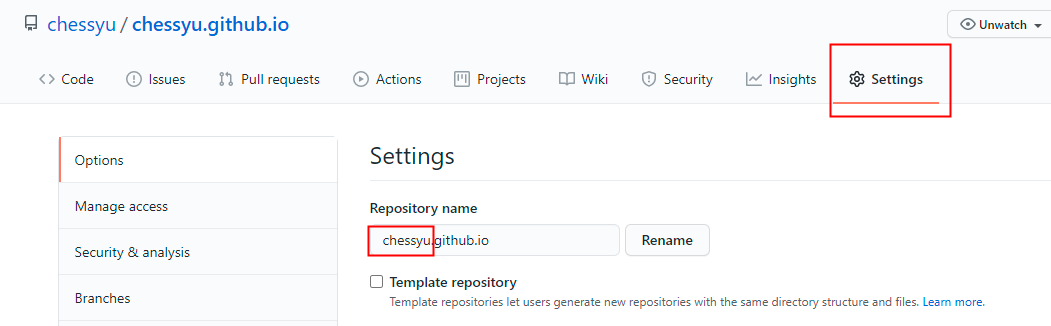 chessyu / chessyu.github.io
Unwatch
Code Issues Pull requests Actions Projects Wiki Security Insights Settings
Options
Manage access
Security & analysis
Branches
Settings
Repository name
chessyu.github.io Rename
Template repository
Template repositories let users generate new repositories with the same directory structure and files. Learn more.